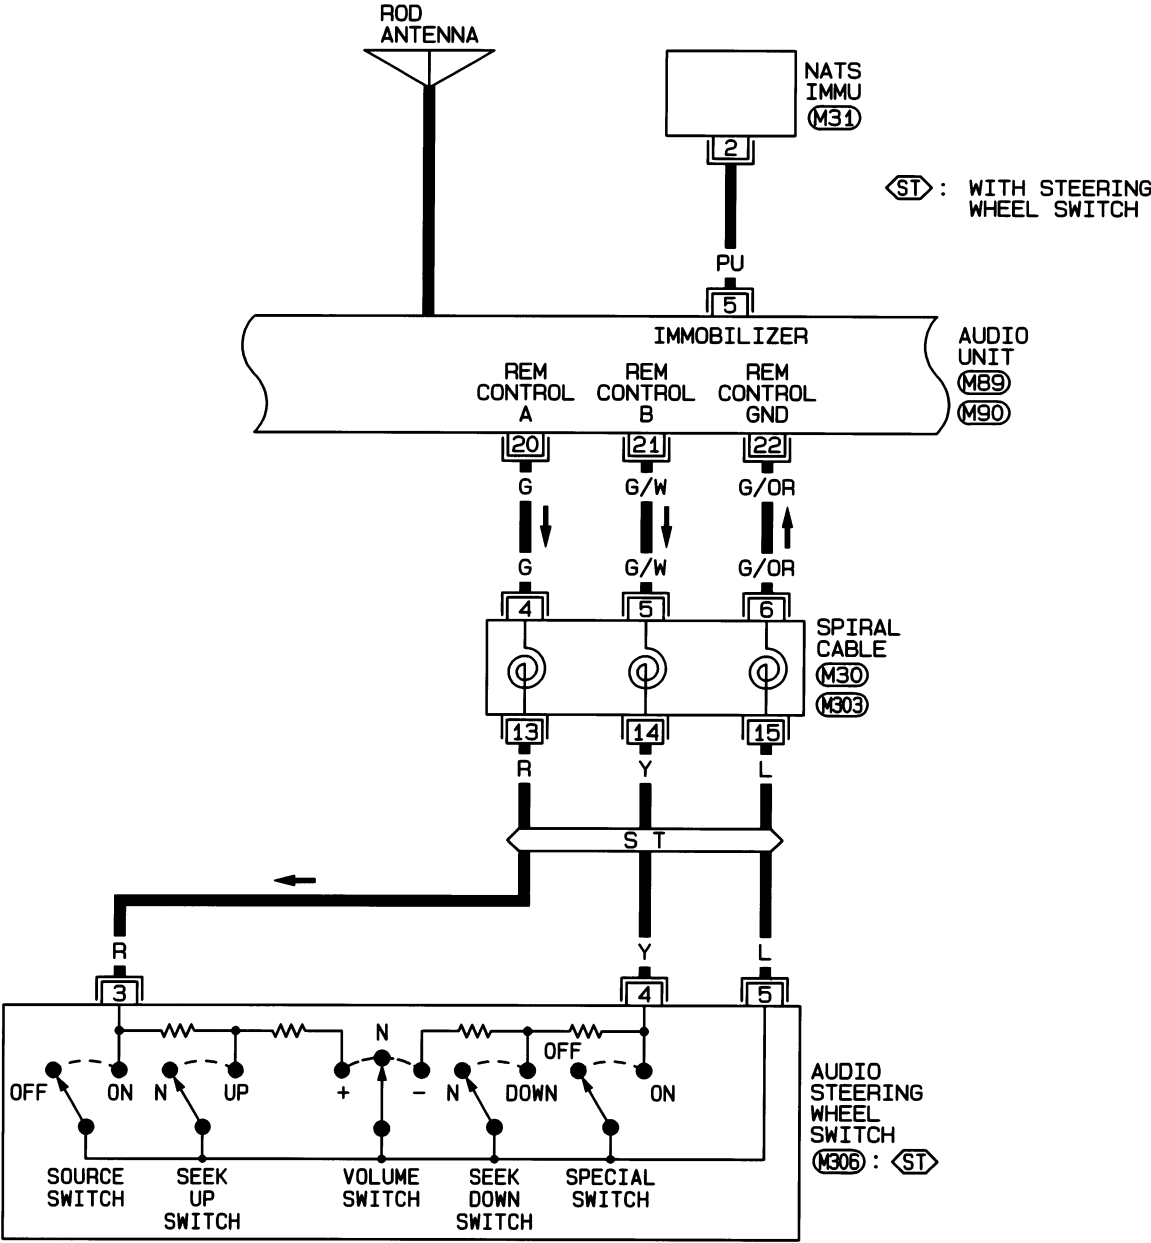 ROD
ANTENNA
NATS
IMMU
M31
2
ST : WITH STEERING
WHEEL SWITCH
PU
5
IMMOBILIZER
AUDIO
UNIT
M89
M90
REM
CONTROL
A
REM
CONTROL
B
REM
CONTROL
GND
20 21 22
G G/W G/OR
G G/W G/OR
4 5 6
SPIRAL
CABLE
M30
M303
13 14 15
R Y L
ST
R Y L
3 4 5
N
OFF
OFF ON N UP + - N DOWN ON
AUDIO
STEERING
WHEEL
SWITCH
M306 : ST
SOURCE
SWITCH
SEEK
UP
SWITCH
VOLUME
SWITCH
SEEK
DOWN
SWITCH
SPECIAL
SWITCH